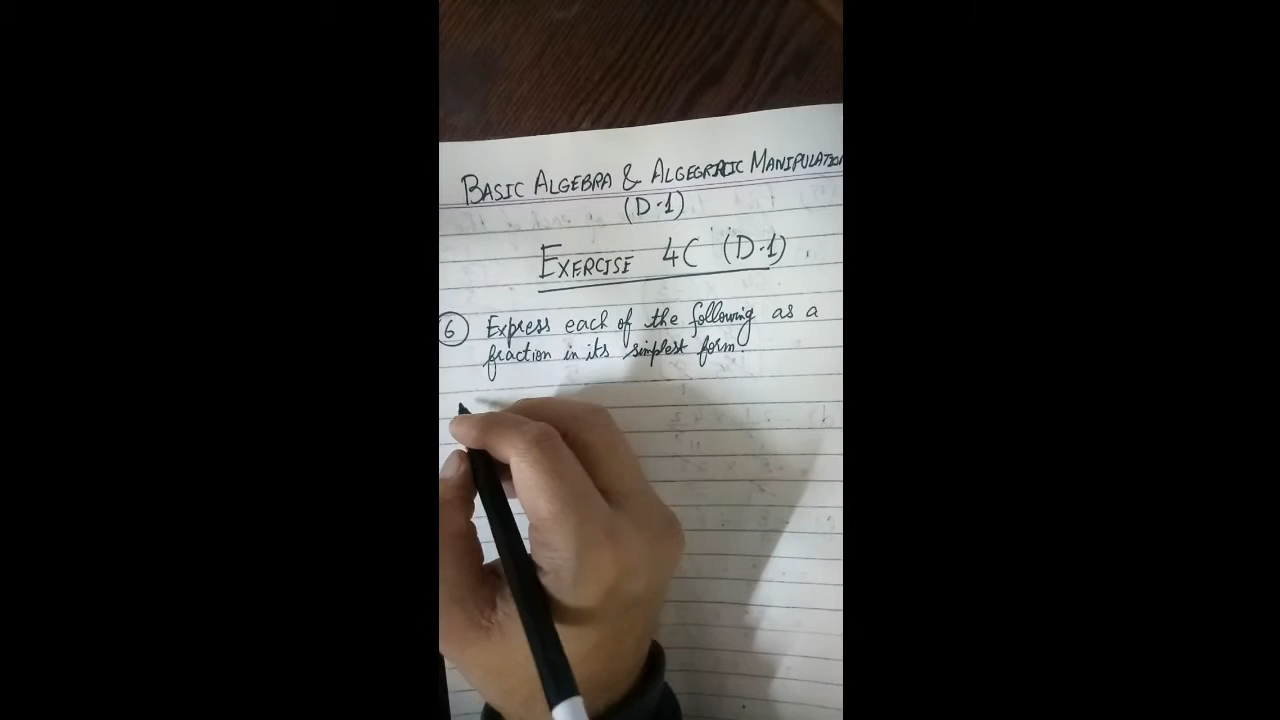 BASIC ALGEBRA & ALGEGRAIC MANIPULATION
(D-1)
EXERCISE 4C (D-1)
6 Express each of the following as a
fraction in its simplest form.